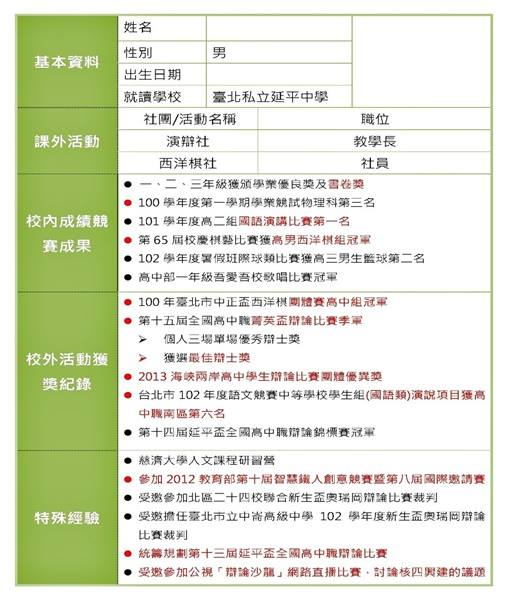 基本資料
姓名
性別 男
出生日期
就讀學校 臺北私立延平中學
課外活動
社團/活動名稱 職位
演辯社 教學長
西洋棋社 社員
校內成績競
賽成果
● 一、二、三年級獲頒學業優良獎及書卷獎
● 100 學年度第一學期學業競試物理科第三名
● 101 學年度高二組國語演講比賽第一名
● 第 65 屆校慶棋藝比賽獲高男西洋棋組冠軍
● 102 學年度暑假班際球類比賽獲高三男生籃球第二名
● 高中部一年級吾愛吾校歌唱比賽冠軍
校外活動獲
獎紀錄
● 100 年臺北市中正盃西洋棋團體賽高中組冠軍
● 第十五屆全國高中職菁英盃辯論比賽季軍
➢ 個人三場單場優秀辯士獎
➢ 獲選最佳辯士獎
● 2013 海峽兩岸高中學生辯論比賽團體優異獎
● 台北市 102 年度語文競賽中等學校學生組(國語類)演說項目獲高
中職南區第六名
● 第十四屆延平盃全國高中職辯論錦標賽冠軍
特殊經驗
● 慈濟大學人文課程研習營
● 參加 2012 教育部第十屆智慧鐵人創意競賽暨第八屆國際邀請賽
● 受邀參加北區二十四校聯合新生盃奧瑞岡辯論比賽裁判
● 受邀擔任臺北市立中崙高級中學 102 學年度新生盃奧瑞岡辯論
比賽裁判
● 統籌規劃第十三屆延平盃全國高中職辯論比賽
● 受邀參加公視「辯論沙龍」網路直播比賽，討論核四興建的議題